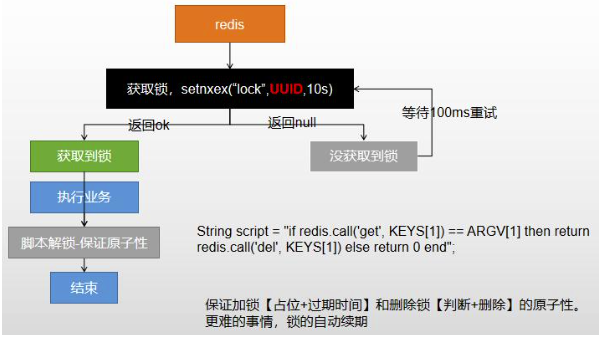 redis
获取锁，setnxex(“lock”,UUID,10s)
等待100ms重试
返回ok
返回null
获取到锁
没获取到锁
执行业务
脚本解锁-保证原子性
String script = "if redis.call('get', KEYS[1]) == ARGV[1] then return
redis.call('del', KEYS[1]) else return 0 end";
结束
保证加锁【占位+过期时间】和删除锁【判断+删除】的原子性。
更难的事情，锁的自动续期